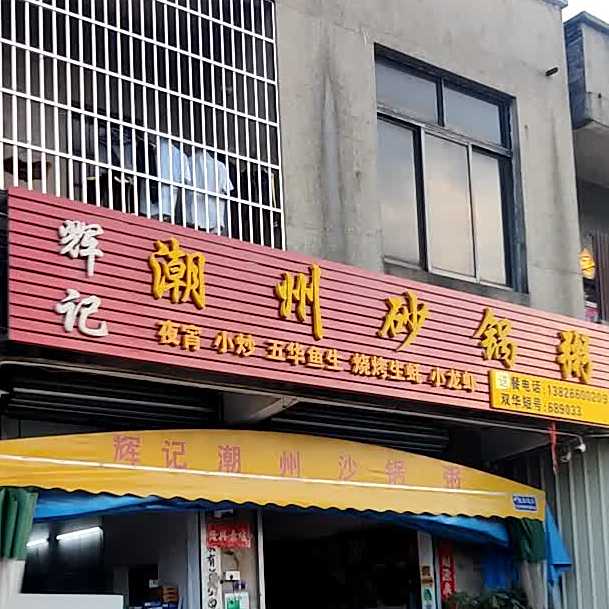 辉记
潮州砂锅粥
夜宵 小炒 五华鱼生 烧烤生蚝 小龙虾
送餐电话:13826600209
双华短号:689033
辉记潮州沙锅粥